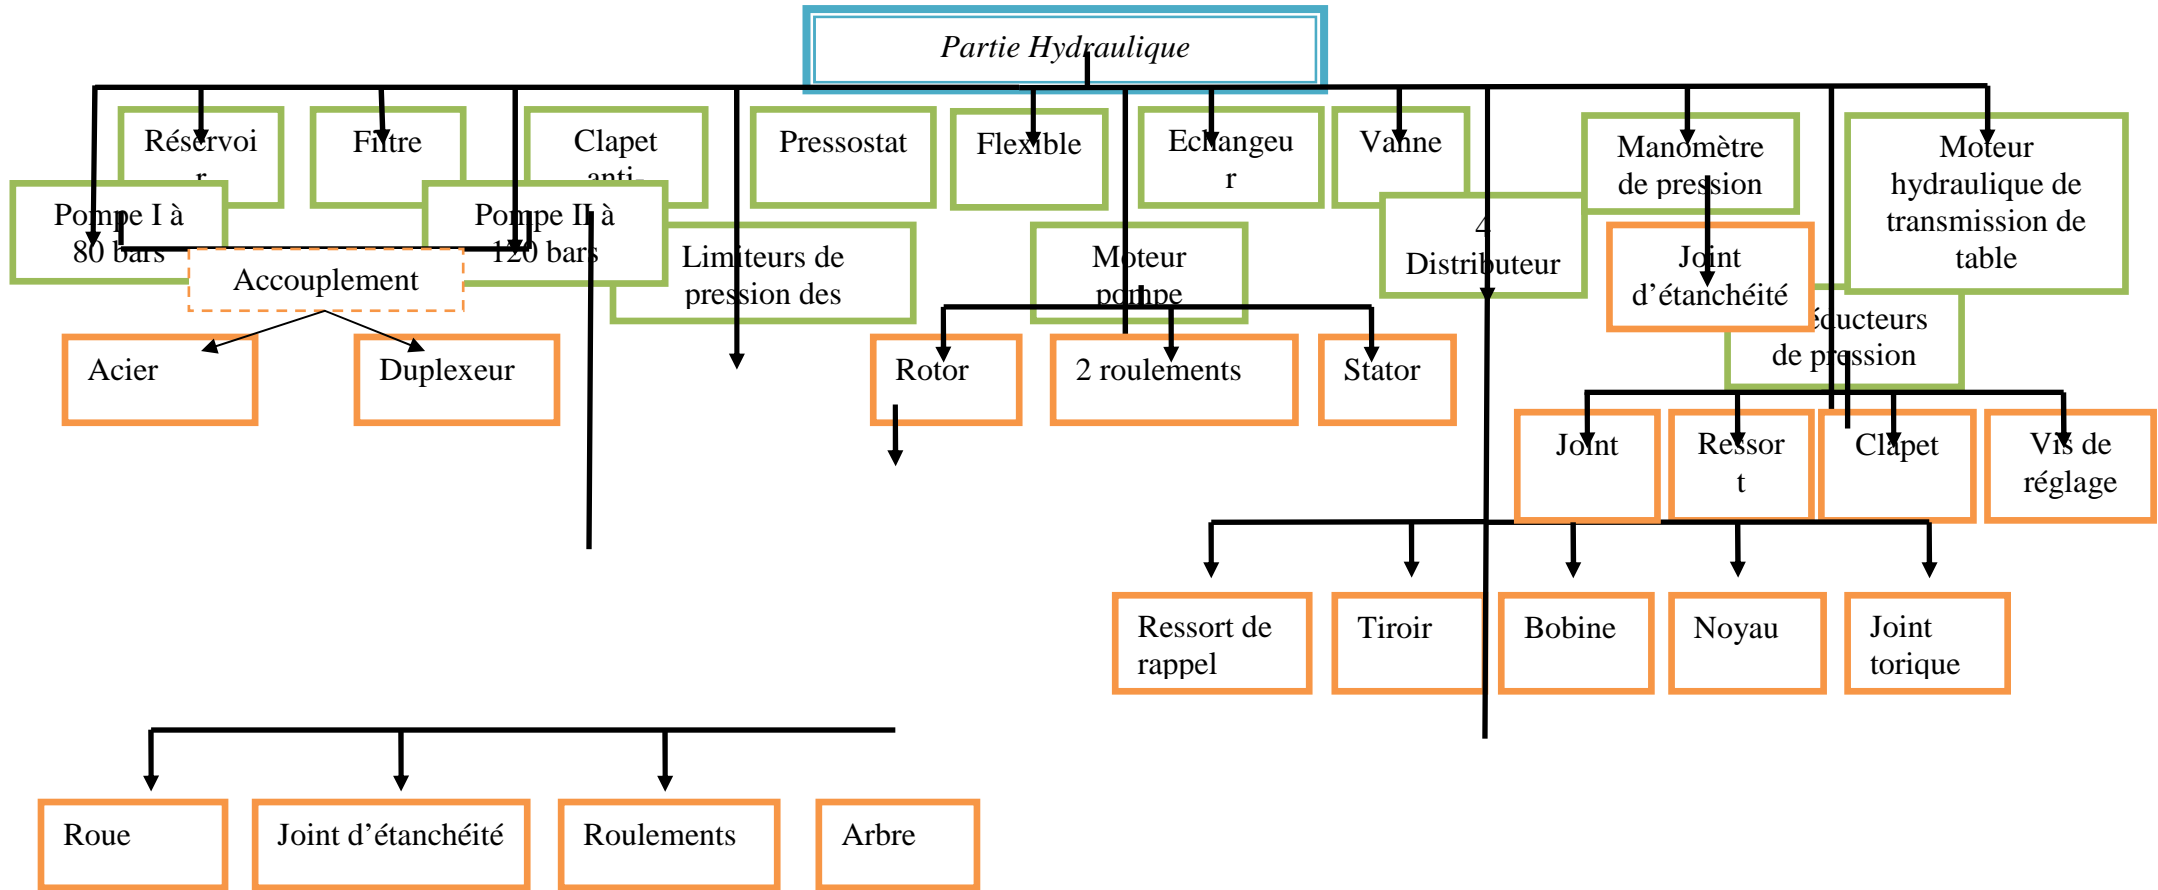 Partie Hydraulique
Réservoi
r
Filtre
Clapet
anti-
Pressostat
Flexible
Echangeu
r
Vanne
Manomètre
de pression
Moteur
hydraulique de
transmission de
table
Pompe I à
80 bars
Pompe II à
120 bars
Accouplement
Limiteurs de
pression des
Moteur
pompe
4
Distributeur
Joint
d’étanchéité
éducteurs
de pression
Acier
Duplexeur
Rotor
2 roulements
Stator
Joint
Ressor
t
Clapet
Vis de
réglage
Ressort de
rappel
Tiroir
Bobine
Noyau
Joint
torique
Roue
Joint d’étanchéité
Roulements
Arbre